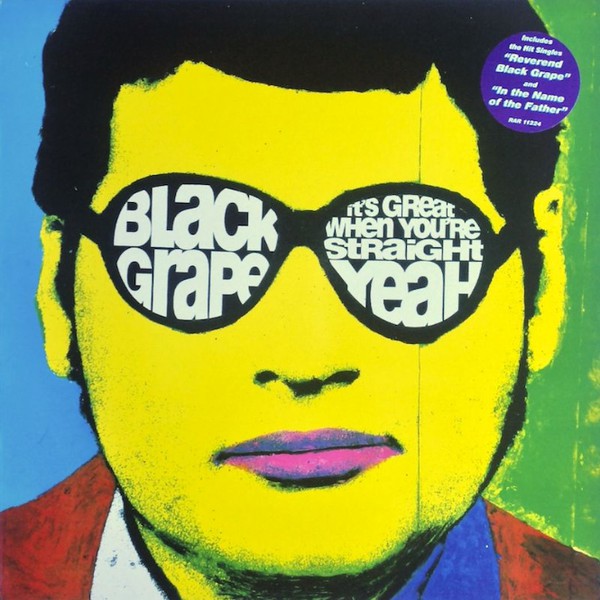 BLacK
GraPe
it's GReat
when YOU'RE
StRaiGHt
YeaH
Includes
the Hit Singles
"Reverend
Black Grape"
and
"In the Name
of the Father"
RAR 11224